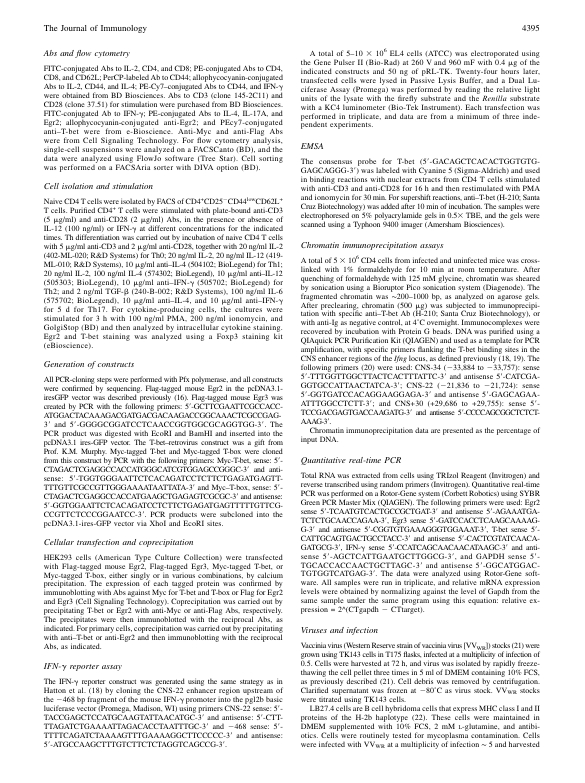 The Journal of Immunology
4395
Abs and flow cytometry
FITC-conjugated Abs to IL-2, CD4, and CD8; PE-conjugated Abs to CD4,
CD8, and CD62L; PerCP-labeled Ab to CD44; allophycocyanin-conjugated
Abs to IL-2, CD44, and IL-4; PE-Cy7–conjugated Abs to CD44, and IFN-γ
were obtained from BD Biosciences. Abs to CD3 (clone 145-2C11) and
CD28 (clone 37.51) for stimulation were purchased from BD Biosciences.
FITC-conjugated Ab to IFN-γ; PE-conjugated Abs to IL-4, IL-17A, and
Egr2; allophycocyanin-conjugated anti-Egr2; and PEcy7-conjugated
anti–T-bet were from e-Bioscience. Anti-Myc and anti-Flag Abs
were from Cell Signaling Technology. For flow cytometry analysis,
single-cell suspensions were analyzed on a FACSCanto (BD), and the
data were analyzed using FlowJo software (Tree Star). Cell sorting
was performed on a FACSAria sorter with DIVA option (BD).
Cell isolation and stimulation
Naive CD4 T cells were isolated by FACS of CD4⁺CD25⁻CD44ˡᵒʷCD62L⁺
T cells. Purified CD4⁺ T cells were stimulated with plate-bound anti-CD3
(5 μg/ml) and anti-CD28 (2 μg/ml) Abs, in the presence or absence of
IL-12 (100 ng/ml) or IFN-γ at different concentrations for the indicated
times. Th differentiation was carried out by incubation of naive CD4 T cells
with 5 μg/ml anti-CD3 and 2 μg/ml anti-CD28, together with 20 ng/ml IL-2
(402-ML-020; R&D Systems) for Th0; 20 ng/ml IL-2, 20 ng/ml IL-12 (419-
ML-010; R&D Systems), 10 μg/ml anti–IL-4 (504102; BioLegend) for Th1;
20 ng/ml IL-2, 100 ng/ml IL-4 (574302; BioLegend), 10 μg/ml anti–IL-12
(505303; BioLegend), 10 μg/ml anti–IFN-γ (505702; BioLegend) for
Th2; and 2 ng/ml TGF-β (240-B-002; R&D Systems), 100 ng/ml IL-6
(575702; BioLegend), 10 μg/ml anti–IL-4, and 10 μg/ml anti–IFN-γ
for 5 d for Th17. For cytokine-producing cells, the cultures were
stimulated for 3 h with 100 ng/ml PMA, 200 ng/ml ionomycin, and
GolgiStop (BD) and then analyzed by intracellular cytokine staining.
Egr2 and T-bet staining was analyzed using a Foxp3 staining kit
(eBioscience).
Generation of constructs
All PCR-cloning steps were performed with Pfx polymerase, and all constructs
were confirmed by sequencing. Flag-tagged mouse Egr2 in the pcDNA3.1-
iresGFP vector was described previously (16). Flag-tagged mouse Egr3 was
created by PCR with the following primers: 5′-GCTTCGAATTCGCCACC-
ATGGACTACAAAGACGATGACGACAAGACCGGCAAACTCGCCGAG-
3′ and 5′-GGGGCGGATCCTCAACCGGTGGCGCAGGTGG-3′. The
PCR product was digested with EcoRI and BamHI and inserted into the
pcDNA3.1 ires-GFP vector. The T-bet-retrovirus construct was a gift from
Prof. K.M. Murphy. Myc-tagged T-bet and Myc-tagged T-box were cloned
from this construct by PCR with the following primers: Myc-T-bet, sense: 5′-
CTAGACTCGAGGCCACCATGGGCATCGTGGAGCCGGGC-3′ and anti-
sense: 5′-TGGTGGGAATTCTCACAGATCCTCTTCTGAGATGAGTT-
TTTGTTCGCCGTTGGGAAAATAATTATA-3′ and Myc–T-box, sense: 5′-
CTAGACTCGAGGCCACCATGAAGCTGAGAGTCGCGC-3′ and antisense:
5′-GGTGGAATTCTCACAGATCCTCTTCTGAGATGAGTTTTTGTTCG-
CCGTTCTCCCGGAATCC-3′. PCR products were subcloned into the
pcDNA3.1-ires-GFP vector via XhoI and EcoRI sites.
Cellular transfection and coprecipitation
HEK293 cells (American Type Culture Collection) were transfected
with Flag-tagged mouse Egr2, Flag-tagged Egr3, Myc-tagged T-bet, or
Myc-tagged T-box, either singly or in various combinations, by calcium
precipitation. The expression of each tagged protein was confirmed by
immunoblotting with Abs against Myc for T-bet and T-box or Flag for Egr2
and Egr3 (Cell Signaling Technology). Coprecipitation was carried out by
precipitating T-bet or Egr2 with anti-Myc or anti-Flag Abs, respectively.
The precipitates were then immunoblotted with the reciprocal Abs, as
indicated. For primary cells, coprecipitation was carried out by precipitating
with anti–T-bet or anti-Egr2 and then immunoblotting with the reciprocal
Abs, as indicated.
IFN-γ reporter assay
The IFN-γ reporter construct was generated using the same strategy as in
Hatton et al. (18) by cloning the CNS-22 enhancer region upstream of
the −468 bp fragment of the mouse IFN-γ promoter into the pgl2b basic
luciferase vector (Promega, Madison, WI) using primers CNS-22 sense: 5′-
TACCGAGCTCCATGCAAGTATTAACATGC-3′ and antisense: 5′-CTT-
TTAGATCTGAAAATTAGACACCTAATTTGC-3′ and −468 sense: 5′-
TTTTCAGATCTAAAAGTTTGAAAAGGCTTCCCCC-3′ and antisense:
5′-ATGCCAAGCTTTGTCTTCTCTAGGTCAGCCG-3′.
A total of 5–10 × 10⁶ EL4 cells (ATCC) was electroporated using
the Gene Pulser II (Bio-Rad) at 260 V and 960 mF with 0.4 μg of the
indicated constructs and 50 ng of pRL-TK. Twenty-four hours later,
transfected cells were lysed in Passive Lysis Buffer, and a Dual Lu-
ciferase Assay (Promega) was performed by reading the relative light
units of the lysate with the firefly substrate and the Renilla substrate
with a KC4 luminometer (Bio-Tek Instrument). Each transfection was
performed in triplicate, and data are from a minimum of three inde-
pendent experiments.
EMSA
The consensus probe for T-bet (5′-GACAGCTCACACTGGTGTG-
GAGCAGGG-3′) was labeled with Cyanine 5 (Sigma-Aldrich) and used
in binding reactions with nuclear extracts from CD4 T cells stimulated
with anti-CD3 and anti-CD28 for 16 h and then restimulated with PMA
and ionomycin for 30 min. For supershift reactions, anti–T-bet (H-210; Santa
Cruz Biotechnology) was added after 10 min of incubation. The samples were
electrophoresed on 5% polyacrylamide gels in 0.5× TBE, and the gels were
scanned using a Typhoon 9400 imager (Amersham Biosciences).
Chromatin immunoprecipitation assays
A total of 5 × 10⁶ CD4 cells from infected and uninfected mice was cross-
linked with 1% formaldehyde for 10 min at room temperature. After
quenching of formaldehyde with 125 mM glycine, chromatin was sheared
by sonication using a Bioruptor Pico sonication system (Diagenode). The
fragmented chromatin was ∼200–1000 bp, as analyzed on agarose gels.
After preclearing, chromatin (500 μg) was subjected to immunoprecipi-
tation with specific anti–T-bet Ab (H-210; Santa Cruz Biotechnology), or
with anti-Ig as negative control, at 4˚C overnight. Immunocomplexes were
recovered by incubation with Protein G beads. DNA was purified using a
QIAquick PCR Purification Kit (QIAGEN) and used as a template for PCR
amplification, with specific primers flanking the T-bet binding sites in the
CNS enhancer regions of the Ifng locus, as defined previously (18, 19). The
following primers (20) were used: CNS-34 (−33,884 to −33,757): sense
5′-TTTGGTTGGCTTACTCACTTTATTC-3′ and antisense 5′-CATCGA-
GGTGCCATTAACTATCA-3′; CNS-22 (−21,836 to −21,724): sense
5′-GGTGATCCACAGGAAGGAGA-3′ and antisense 5′-GAGCAGAA-
ATTGGCCTCTT-3′; and CNS+30 (+29,686 to +29,755): sense 5′-
TCCGACGAGTGACCAAGATG-3′ and antisense 5′-CCCCAGCGGCTCTCT-
AAAG-3′.
Chromatin immunoprecipitation data are presented as the percentage of
input DNA.
Quantitative real-time PCR
Total RNA was extracted from cells using TRIzol Reagent (Invitrogen) and
reverse transcribed using random primers (Invitrogen). Quantitative real-time
PCR was performed on a Rotor-Gene system (Corbett Robotics) using SYBR
Green PCR Master Mix (QIAGEN). The following primers were used: Egr2
sense 5′-TCAATGTCACTGCCGCTGAT-3′ and antisense 5′-AGAAATGA-
TCTCTGCAACCAGAA-3′, Egr3 sense 5′-GATCCACCTCAAGCAAAAG-
G-3′ and antisense 5′-CGGTGTGAAAGGGTGGAAAT-3′, T-bet sense 5′-
CATTGCAGTGACTGCCTACC-3′ and antisense 5′-CACTCGTATCAACA-
GATGCG-3′, IFN-γ sense 5′-CCATCAGCAACAACATAAGC-3′ and anti-
sense 5′-AGCTCATTGAATGCTTGGCG-3′, and GAPDH sense 5′-
TGCACCACCAACTGCTTAGC-3′ and antisense 5′-GGCATGGAC-
TGTGGTCATGAG-3′. The data were analyzed using Rotor-Gene soft-
ware. All samples were run in triplicate, and relative mRNA expression
levels were obtained by normalizing against the level of Gapdh from the
same sample under the same program using this equation: relative ex-
pression = 2^(CTgapdh − CTtarget).
Viruses and infection
Vaccinia virus (Western Reserve strain of vaccinia virus [VVWR]) stocks (21) were
grown using TK143 cells in T175 flasks, infected at a multiplicity of infection of
0.5. Cells were harvested at 72 h, and virus was isolated by rapidly freeze-
thawing the cell pellet three times in 5 ml of DMEM containing 10% FCS,
as previously described (21). Cell debris was removed by centrifugation.
Clarified supernatant was frozen at −80˚C as virus stock. VVWR stocks
were titrated using TK143 cells.
LB27.4 cells are B cell hybridoma cells that express MHC class I and II
proteins of the H-2b haplotype (22). These cells were maintained in
DMEM supplemented with 10% FCS, 2 mM L-glutamine, and antibi-
otics. Cells were routinely tested for mycoplasma contamination. Cells
were infected with VVWR at a multiplicity of infection ∼ 5 and harvested